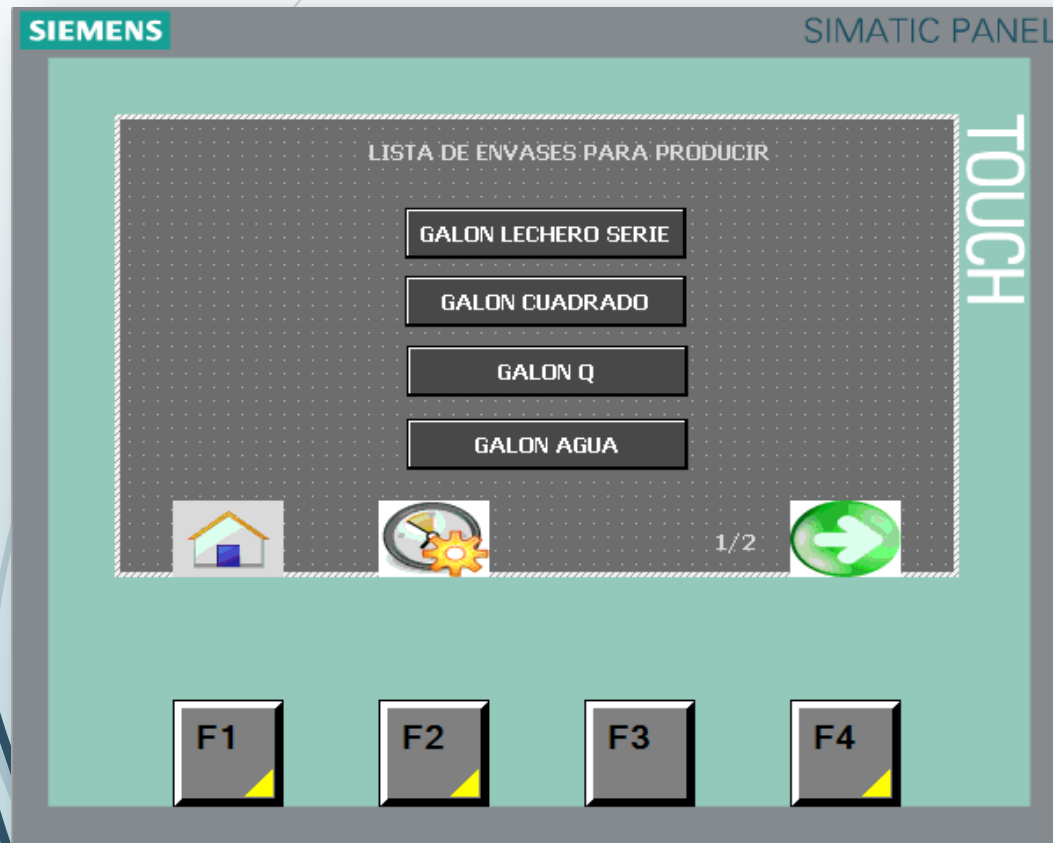 SIEMENS
SIMATIC PANEL
TOUCH
LISTA DE ENVASES PARA PRODUCIR
GALON LECHERO SERIE
GALON CUADRADO
GALON Q
GALON AGUA
1/2
F1
F2
F3
F4